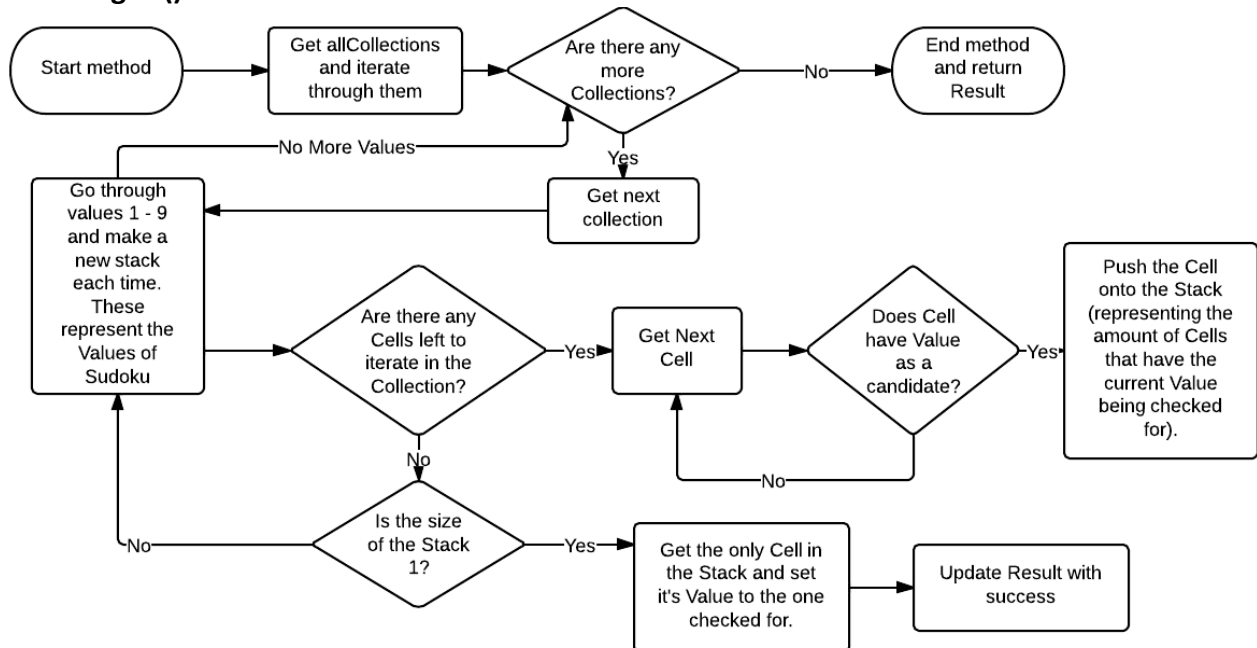 Start method
Get allCollections
and iterate
through them
Are there any
more
Collections?
No
End method
and return
Result
No More Values
Yes
Go through
values 1 - 9
and make a
new stack
each time.
These
represent the
Values of
Sudoku
Get next
collection
Are there any
Cells left to
iterate in the
Collection?
Yes
Get Next
Cell
Does Cell
have Value
as a
candidate?
Yes
Push the Cell
onto the Stack
(representing the
amount of Cells
that have the
current Value
being checked
for).
No
No
Is the size
of the Stack
1?
No
Yes
Get the only Cell in
the Stack and set
it's Value to the one
checked for.
Update Result with
success